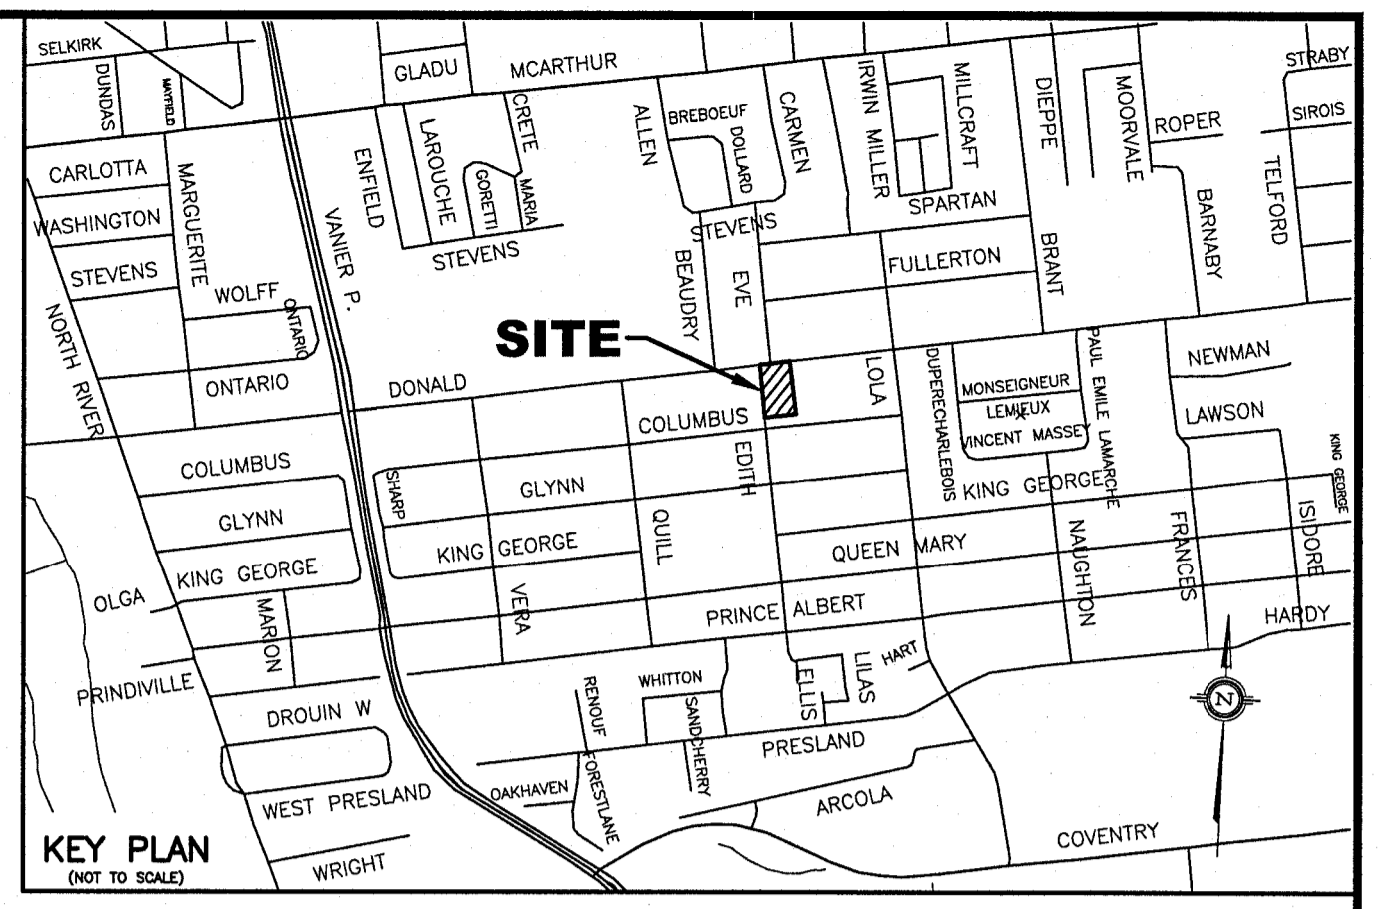 SELKIRK
DUNDAS
MAYFIELD
GLADU
MCARTHUR
STRABY
CARLOTTA
MARGUERITE
WASHINGTON
STEVENS
WOLFF
ONTARIO
ONTARIO
NORTH RIVER
VANIER P.
ENFIELD
LAROUCHE
CRETE
GORETTI
MARIA
STEVENS
ALLEN
BREBOEUF
DOLLARD
CARMEN
STEVENS
BEAUDRY
EVE
IRWIN MILLER
MILLCRAFT
SPARTAN
FULLERTON
DIEPPE
BRANT
MOORVALE
ROPER
BARNABY
TELFORD
SIROIS
SITE
DONALD
COLUMBUS
EDITH
LOLA
DUPERECHARLEBOIS
MONSEIGNEUR
LEMIEUX
VINCENT MASSEY
PAUL EMILE LAMARCHE
NEWMAN
LAWSON
KING GEORGE
KING GEORGE
COLUMBUS
GLYNN
KING GEORGE
SHARP
GLYNN
KING GEORGE
QUILL
VERA
QUEEN MARY
PRINCE ALBERT
NAUGHTON
FRANCES
ISIDORE
HARDY
OLGA
MARION
PRINDIVILLE
DROUIN W
WEST PRESLAND
WRIGHT
WHITTON
RENOUF
SANDCHERRY
FORESTLANE
OAKHAVEN
ELLIS
LILAS
HART
PRESLAND
ARCOLA
COVENTRY
N
KEY PLAN
(NOT TO SCALE)